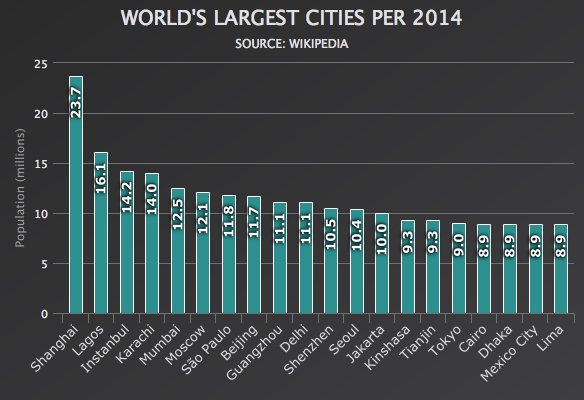 WORLD'S LARGEST CITIES PER 2014
SOURCE: WIKIPEDIA
Population (millions)
25
20
15
10
5
0
23.7
16.1
14.2
14.0
12.5
12.1
11.8
11.7
11.1
11.1
10.5
10.4
10.0
9.3
9.3
9.0
8.9
8.9
8.9
8.9
Shanghai
Lagos
Instanbul
Karachi
Mumbai
Moscow
São Paulo
Beijing
Guangzhou
Delhi
Shenzhen
Seoul
Jakarta
Kinshasa
Tianjin
Tokyo
Cairo
Dhaka
Mexico City
Lima